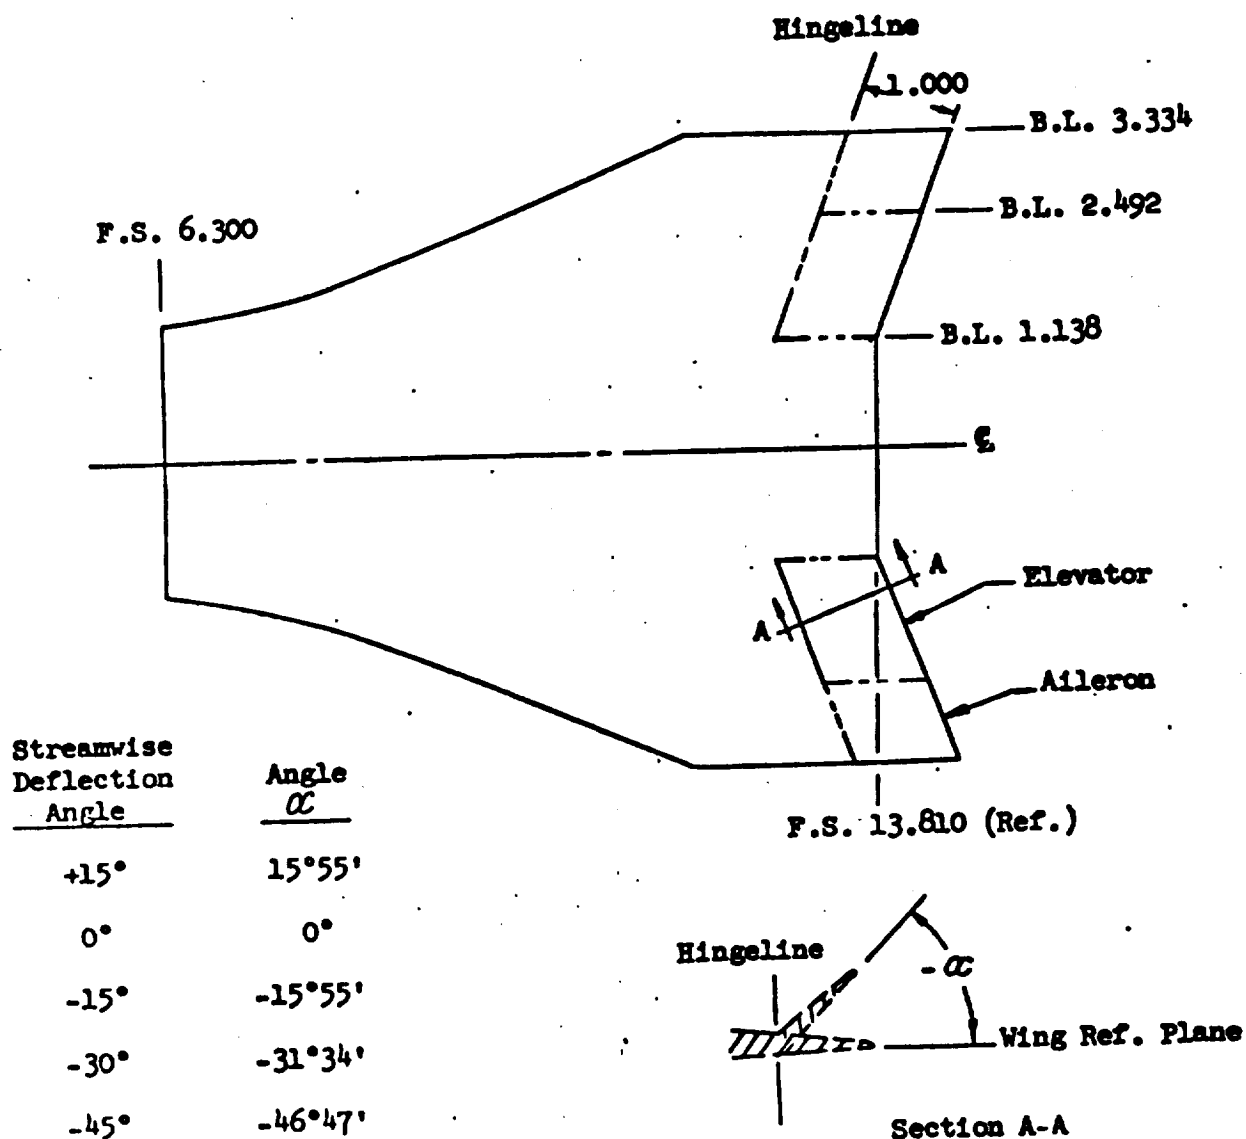 Hingeline
1.000
B.L. 3.334
B.L. 2.492
F.S. 6.300
B.L. 1.138
℄
A
A
Elevator
Aileron
F.S. 13.810 (Ref.)
Streamwise Deflection Angle
Angle α
+15° 15°55'
0° 0°
-15° -15°55'
-30° -31°34'
-45° -46°47'
Hingeline
-α
Wing Ref. Plane
Section A-A